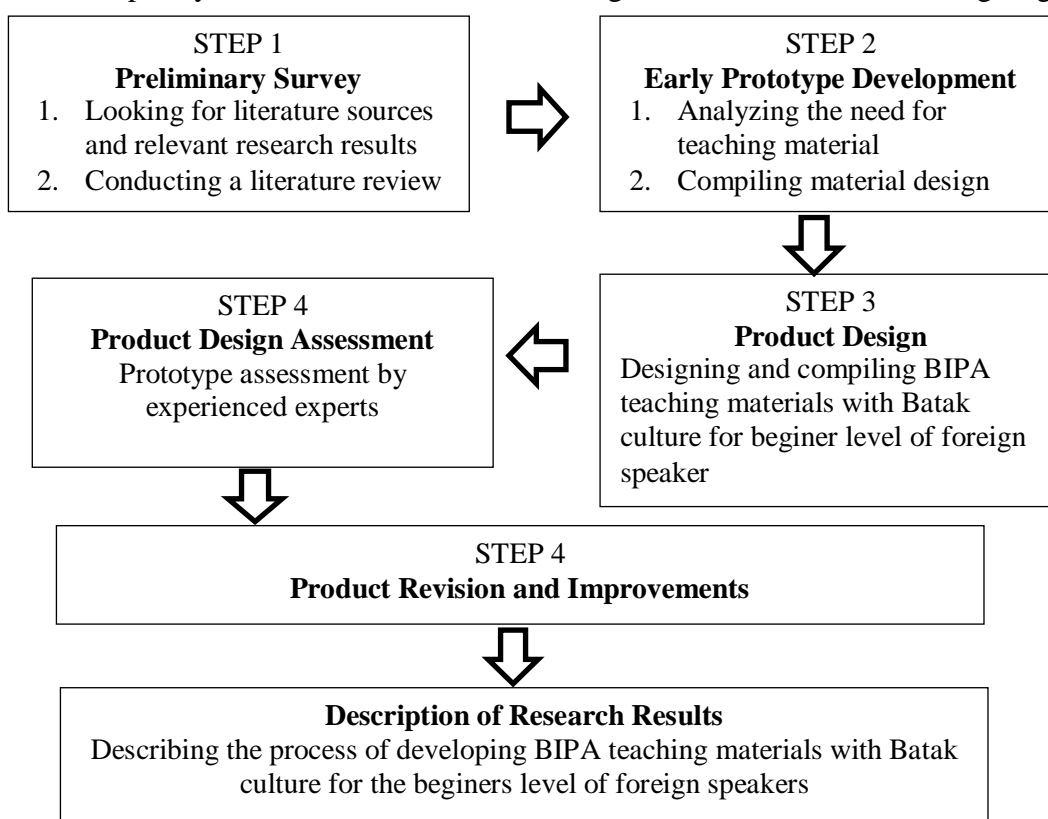 STEP 1
Preliminary Survey
1. Looking for literature sources
and relevant research results
2. Conducting a literature review
STEP 2
Early Prototype Development
1. Analyzing the need for
teaching material
2. Compiling material design
STEP 3
Product Design
Designing and compiling BIPA
teaching materials with Batak
culture for beginer level of foreign
speaker
STEP 4
Product Design Assessment
Prototype assessment by
experienced experts
STEP 4
Product Revision and Improvements
Description of Research Results
Describing the process of developing BIPA teaching materials with Batak
culture for the beginers level of foreign speakers